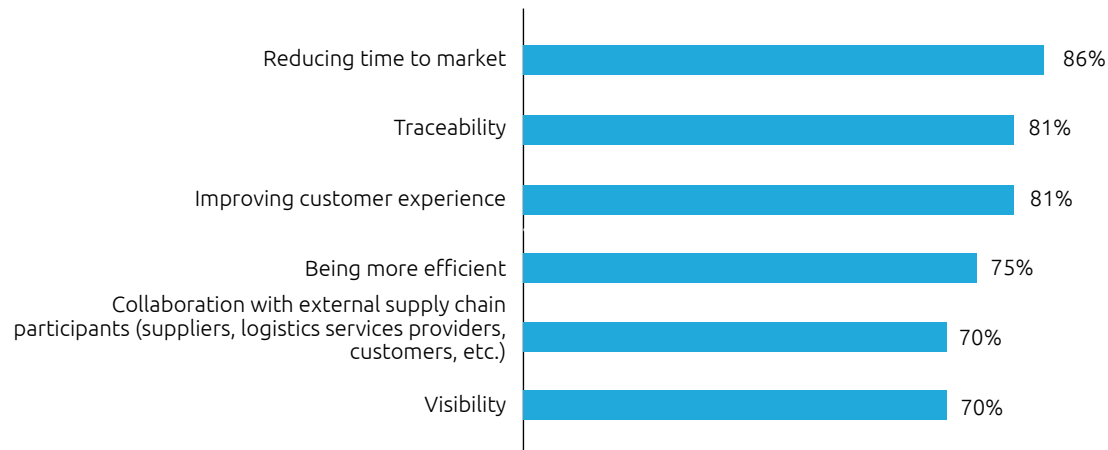 Reducing time to market
86%
Traceability
81%
Improving customer experience
81%
Being more efficient
75%
Collaboration with external supply chain
participants (suppliers, logistics services providers,
customers, etc.)
70%
Visibility
70%